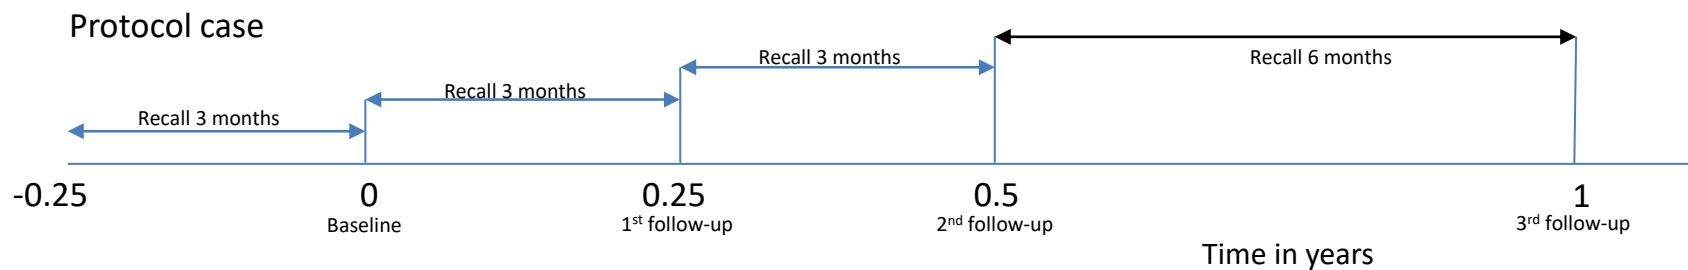 Protocol case
Recall 3 months
Recall 3 months
Recall 3 months
Recall 6 months
-0.25
0
0.25
0.5
1
Baseline
1st follow-up
2nd follow-up
3rd follow-up
Time in years